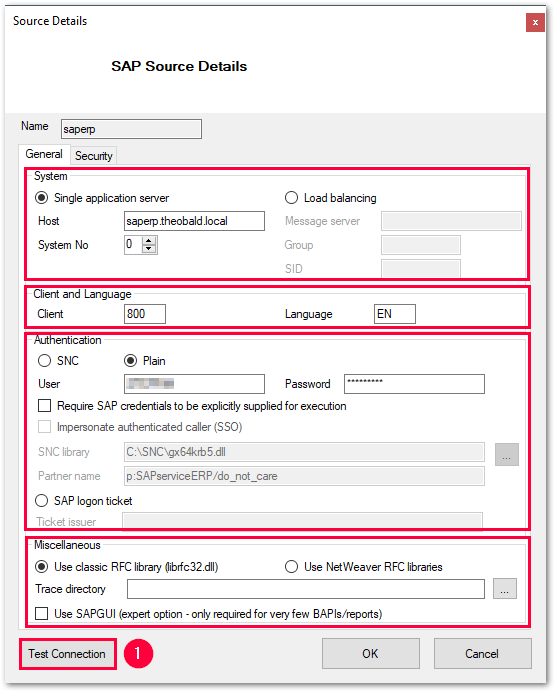 Source Details
x
SAP Source Details
Name saperp
General Security
System
Single application server Load balancing
Host saperp.theobald.local Message server
System No 0 Group
SID
Client and Language
Client 800 Language EN
Authentication
SNC Plain
User Password *********
Require SAP credentials to be explicitly supplied for execution
Impersonate authenticated caller (SSO)
SNC library C:\SNC\gx64krb5.dll ...
Partner name p:SAPserviceERP/do_not_care
SAP logon ticket
Ticket issuer
Miscellaneous
Use classic RFC library (librfc32.dll) Use NetWeaver RFC libraries
Trace directory ...
Use SAPGUI (expert option - only required for very few BAPIs/reports)
Test Connection 1 OK Cancel